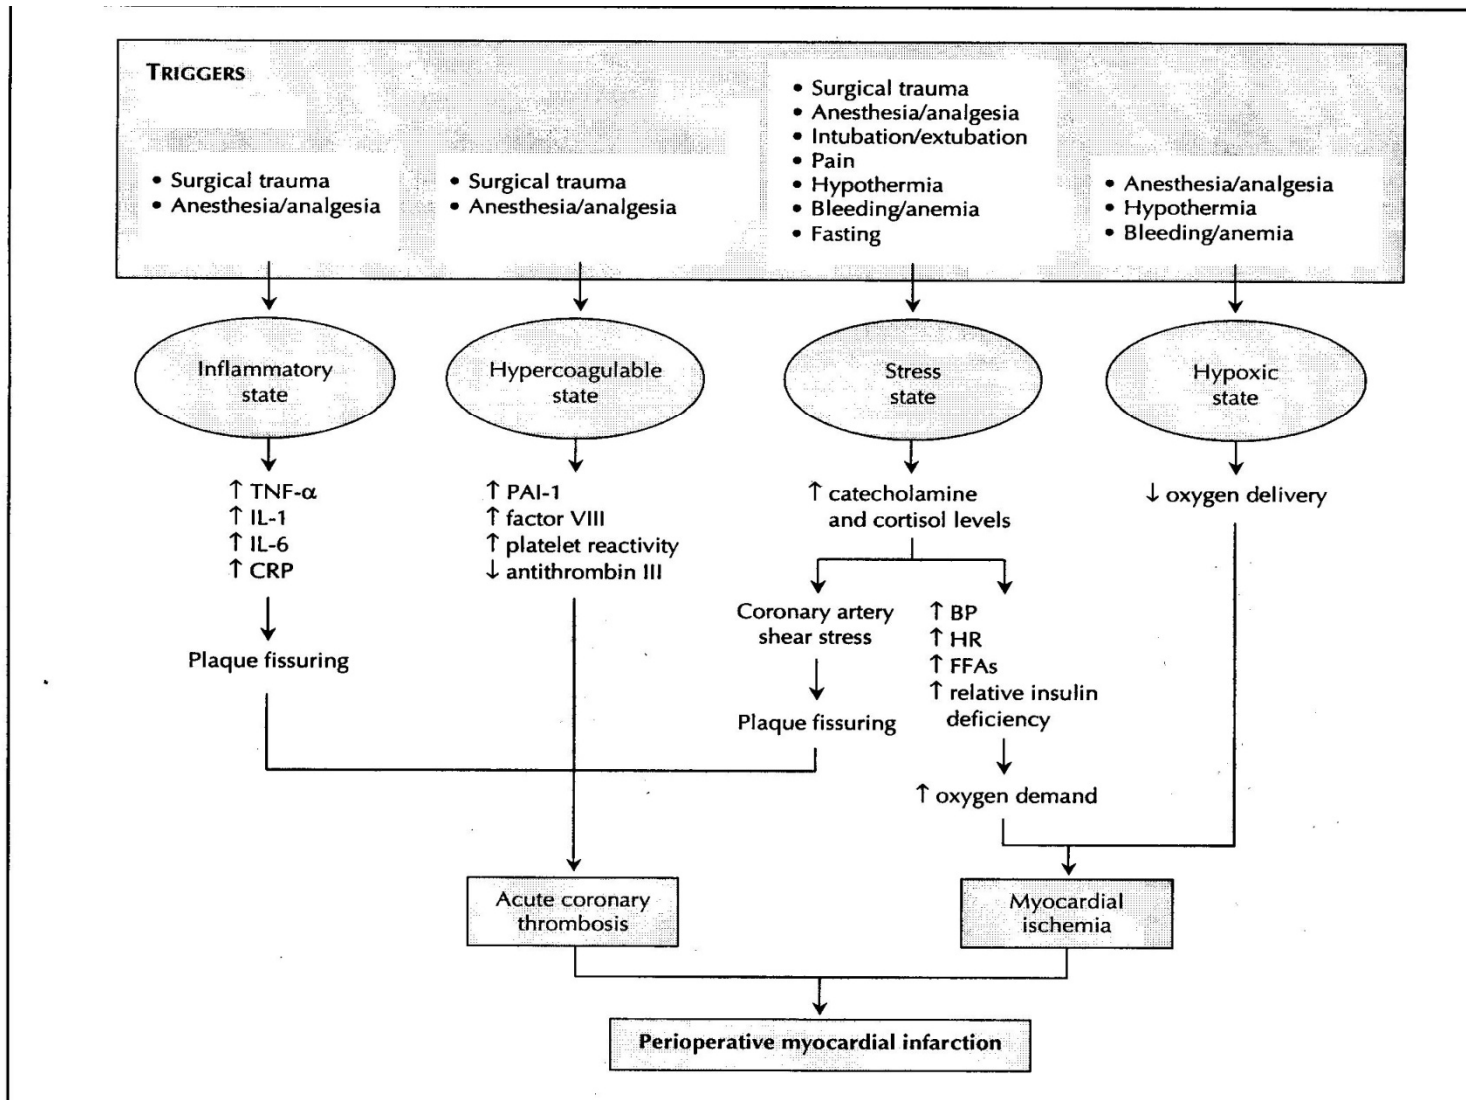 TRIGGERS
• Surgical trauma
• Anesthesia/analgesia
• Surgical trauma
• Anesthesia/analgesia
• Surgical trauma
• Anesthesia/analgesia
• Intubation/extubation
• Pain
• Hypothermia
• Bleeding/anemia
• Fasting
• Anesthesia/analgesia
• Hypothermia
• Bleeding/anemia
Inflammatory
state
Hypercoagulable
state
Stress
state
Hypoxic
state
↑ TNF-α
↑ IL-1
↑ IL-6
↑ CRP
↑ PAI-1
↑ factor VIII
↑ platelet reactivity
↓ antithrombin III
↑ catecholamine
and cortisol levels
↓ oxygen delivery
Plaque fissuring
Coronary artery
shear stress
Plaque fissuring
↑ BP
↑ HR
↑ FFAs
↑ relative insulin
deficiency
↑ oxygen demand
Acute coronary
thrombosis
Myocardial
ischemia
Perioperative myocardial infarction